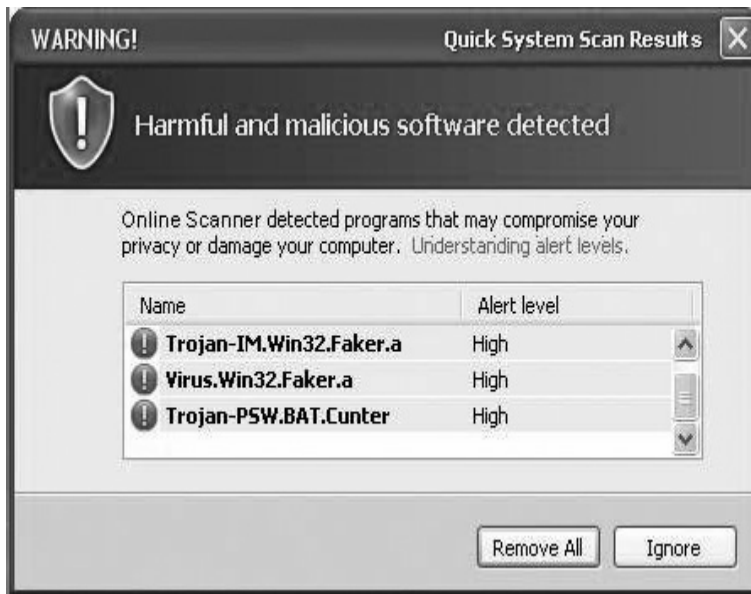 WARNING! Quick System Scan Results
Harmful and malicious software detected
Online Scanner detected programs that may compromise your
privacy or damage your computer. Understanding alert levels.
Name Alert level
Trojan-IM.Win32.Faker.a High
Virus.Win32.Faker.a High
Trojan-PSW.BAT.Cunter High
Remove All Ignore